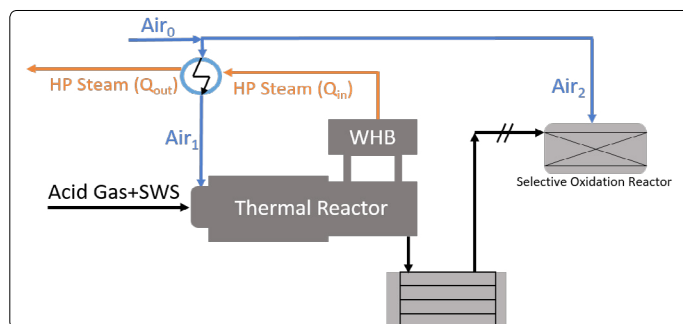 Air₀
HP Steam (Qout)
HP Steam (Qin)
Air₂
Air₁
WHB
Acid Gas+SWS
Thermal Reactor
Selective Oxidation Reactor